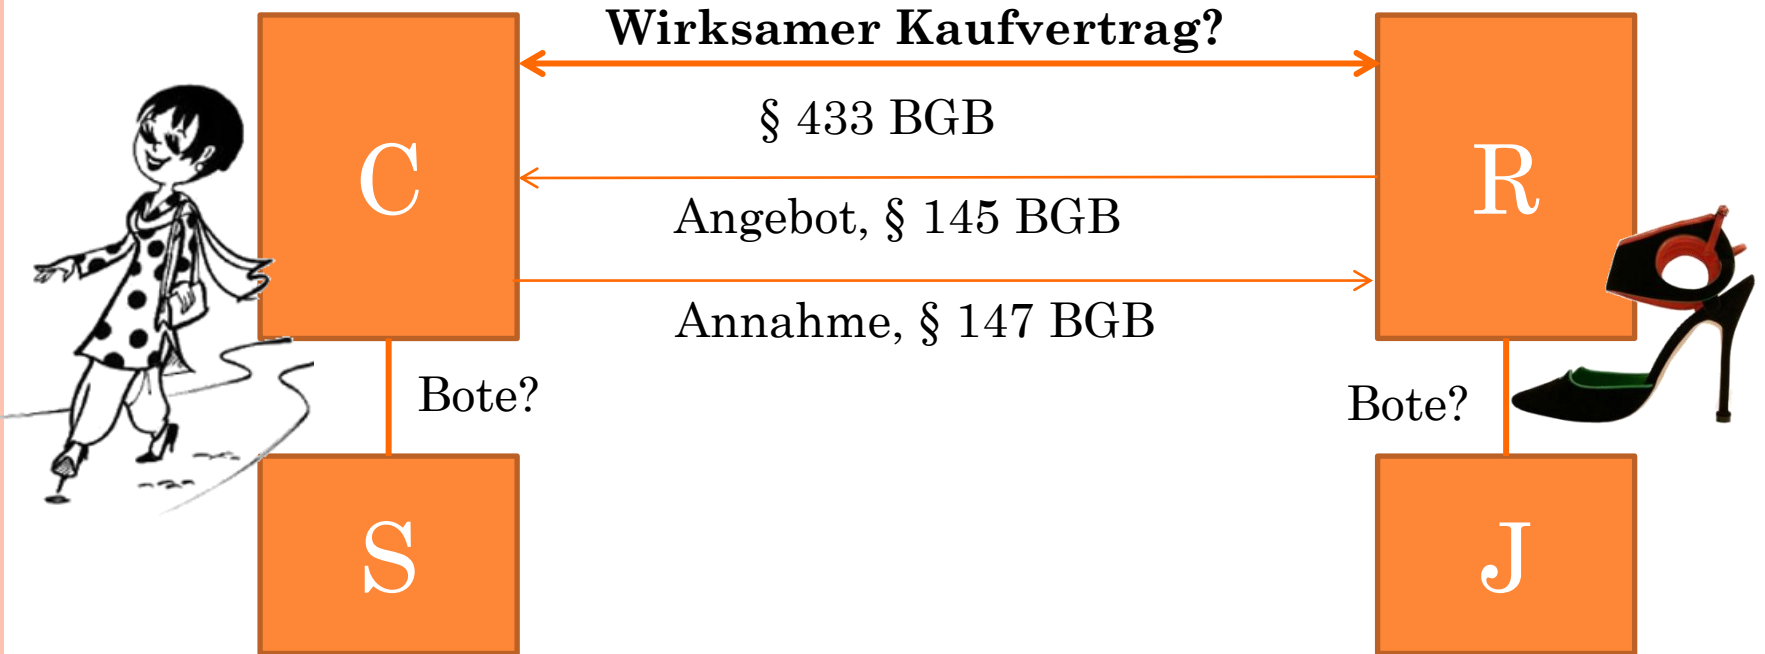 Wirksamer Kaufvertrag?
§ 433 BGB
C
R
Angebot, § 145 BGB
Annahme, § 147 BGB
Bote?
Bote?
S
J